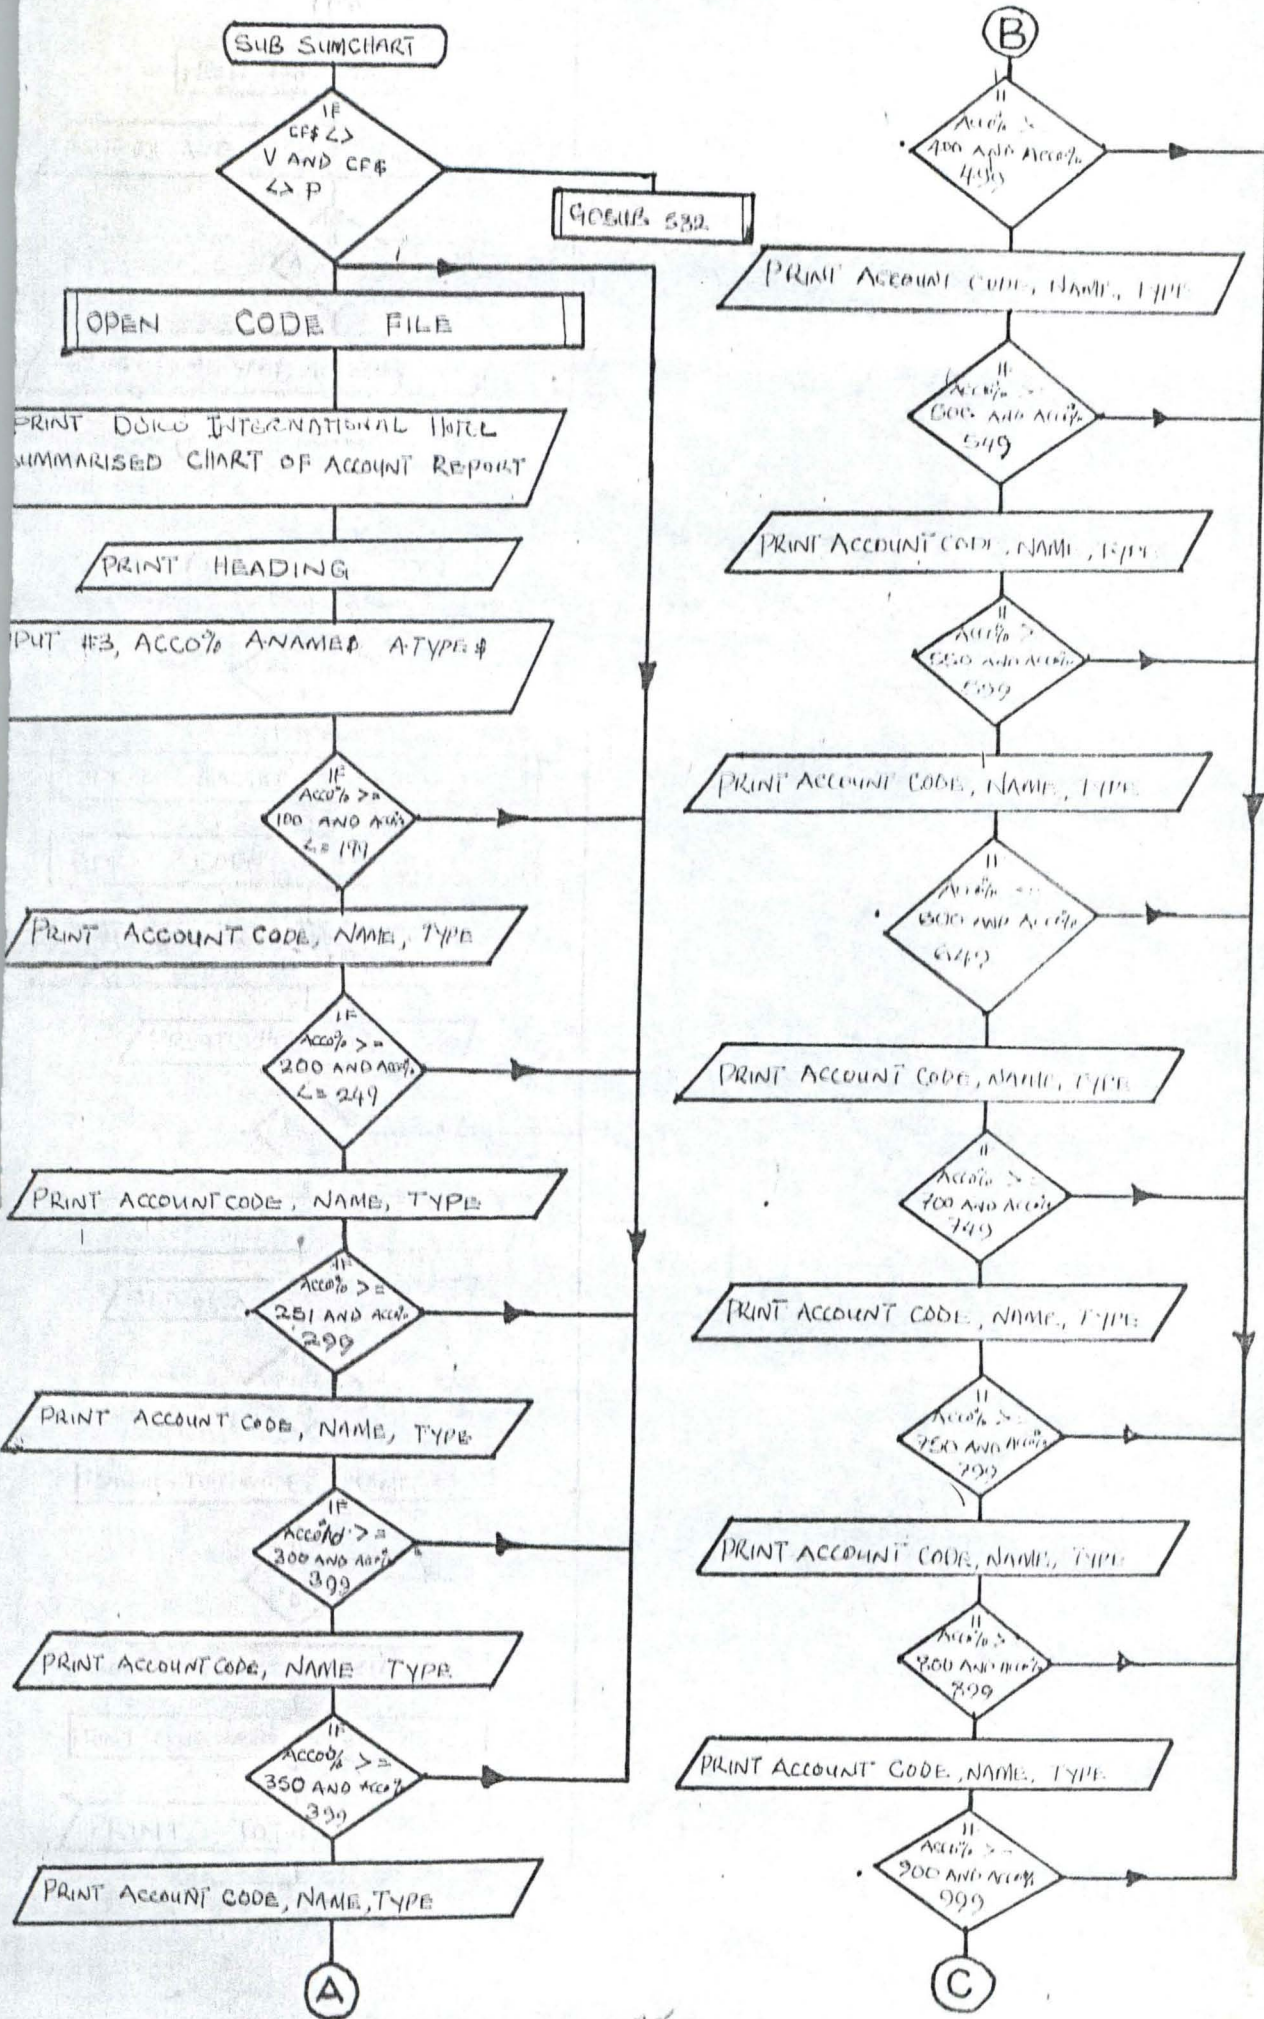 SUB SUMCHART
IF
CF$ <>
V AND CF$
<> P
GOSUB 532
OPEN CODE FILE
PRINT INTERNATIONAL
SUMMARISED CHART OF ACCOUNT REPORT
PRINT HEADING
PUT #3, ACCO% A.NAME$ A.TYPE$
IF
ACCO% >=
100 AND ACCO%
<= 199
PRINT ACCOUNT CODE, NAME, TYPE
IF
ACCO% >=
200 AND ACCO%
<= 249
PRINT ACCOUNT CODE, NAME, TYPE
IF
ACCO% >=
251 AND ACCO%
299
PRINT ACCOUNT CODE, NAME, TYPE
IF
>=
300 AND ACCO%
399
PRINT ACCOUNT CODE, NAME TYPE
IF
ACCO% >=
350 AND ACCO%
399
PRINT ACCOUNT CODE, NAME, TYPE
A
B
IF
ACCO% >
400 AND ACCO%
499
PRINT ACCOUNT CODE, NAME, TYPE
IF
ACCO%
AND ACCO%
549
PRINT ACCOUNT CODE, NAME, TYPE
IF
ACCO% >
550 AND ACCO%
599
PRINT ACCOUNT CODE, NAME, TYPE
IF
ACCO%
600 AND ACCO%
649
PRINT ACCOUNT CODE, NAME, TYPE
IF
ACCO% >=
700 AND ACCO%
749
PRINT ACCOUNT CODE, NAME, TYPE
IF
ACCO% >=
750 AND ACCO%
799
PRINT ACCOUNT CODE, NAME, TYPE
IF
ACCO% >
800 AND ACCO%
899
PRINT ACCOUNT CODE, NAME, TYPE
IF
ACCO% >-
900 AND ACCO%
999
C